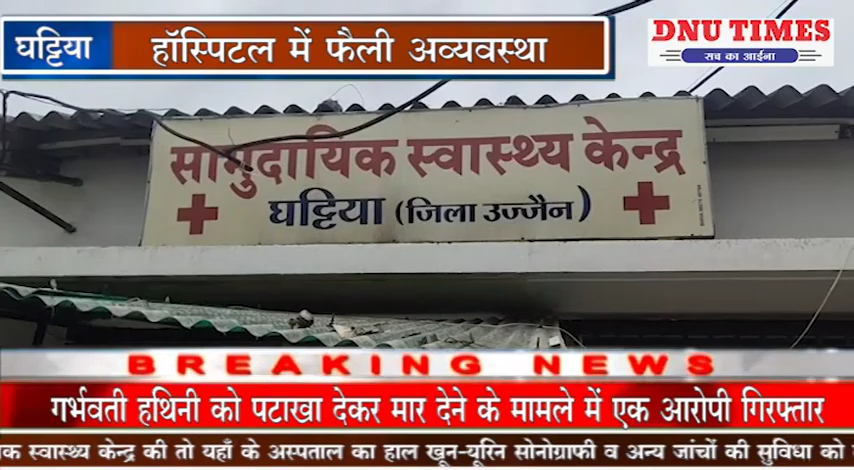 घट्टिया
हॉस्पिटल में फैली अव्यवस्था
DNU TIMES
सच का आईना
सामुदायिक स्वास्थ्य केन्द्र
घट्टिया (जिला उज्जैन)
BREAKING NEWS
गर्भवती हथिनी को पटाखा देकर मार देने के मामले में एक आरोपी गिरफ्तार
क स्वास्थ्य केन्द्र की तो यहाँ के अस्पताल का हाल खून-यूरिन सोनोग्राफी व अन्य जांचों की सुविधा को